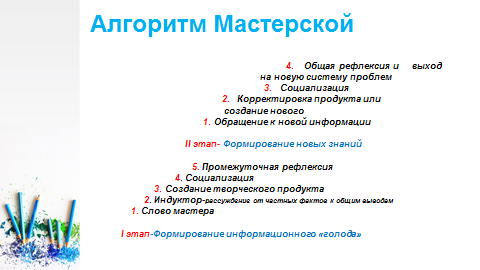 Алгоритм Мастерской
4. Общая рефлексия и выход
на новую систему проблем
3. Социализация
2. Корректировка продукта или
создание нового
1. Обращение к новой информации
II этап- Формирование новых знаний
5. Промежуточная рефлексия
4. Социализация
3. Создание творческого продукта
2. Индуктор-рассуждение от частных фактов к общим выводам
1. Слово мастера
I этап-Формирование информационного «голода»